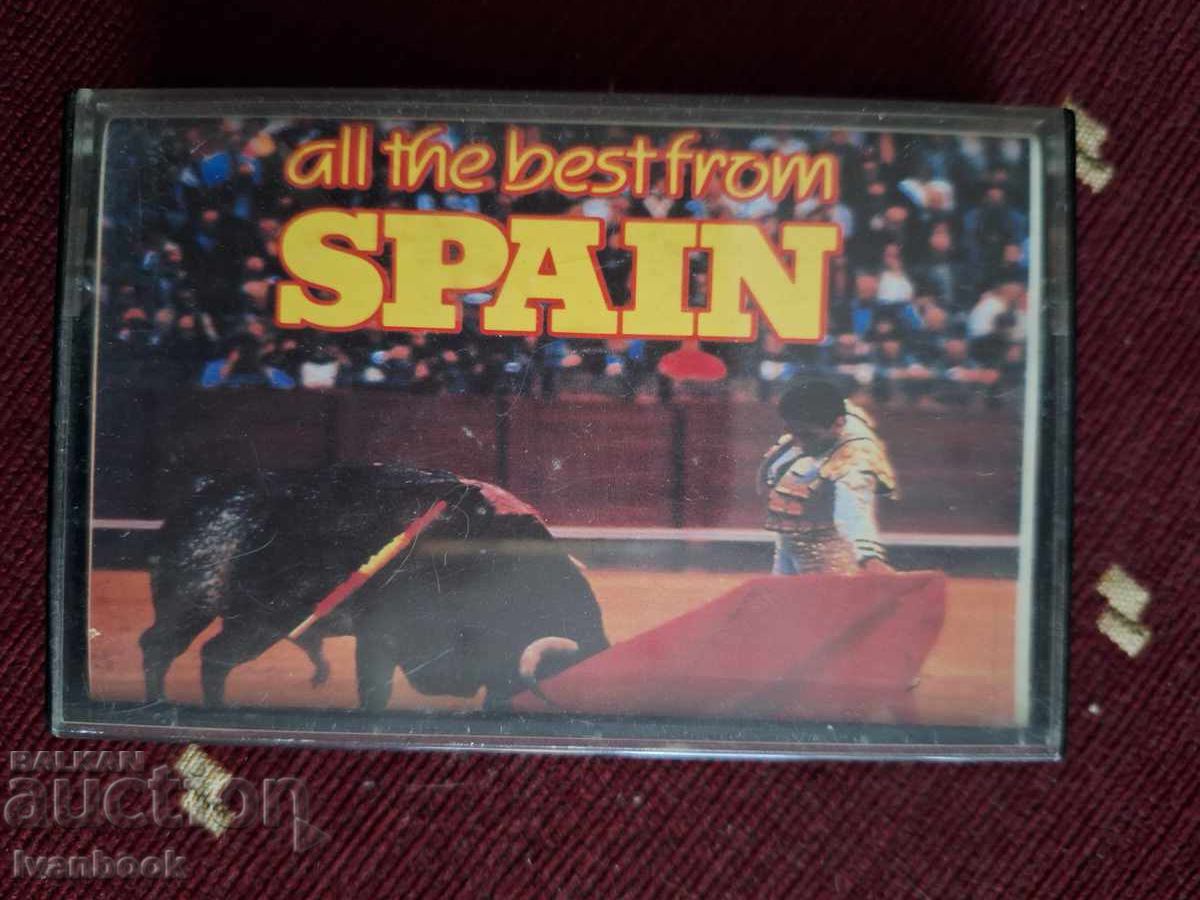 all the best from
SPAIN
BALKAN
auction
Ivanbook